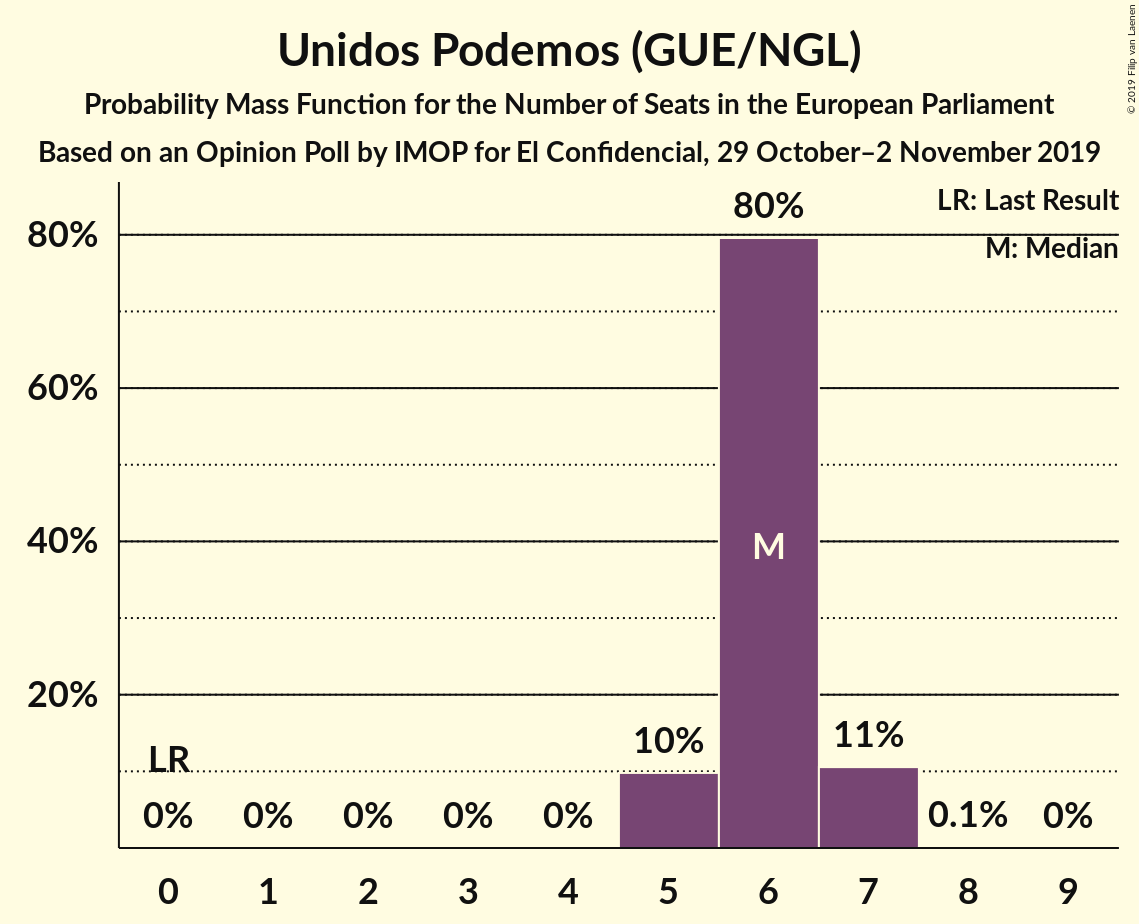 Unidos Podemos (GUE/NGL)
Probability Mass Function for the Number of Seats in the European Parliament
Based on an Opinion Poll by IMOP for El Confidencial, 29 October–2 November 2019
© 2019 Filip van Laenen
LR: Last Result
M: Median
80%
80%
60%
40%
M
20%
11%
10%
LR
0% 0% 0% 0% 0% 0.1% 0%
0 1 2 3 4 5 6 7 8 9